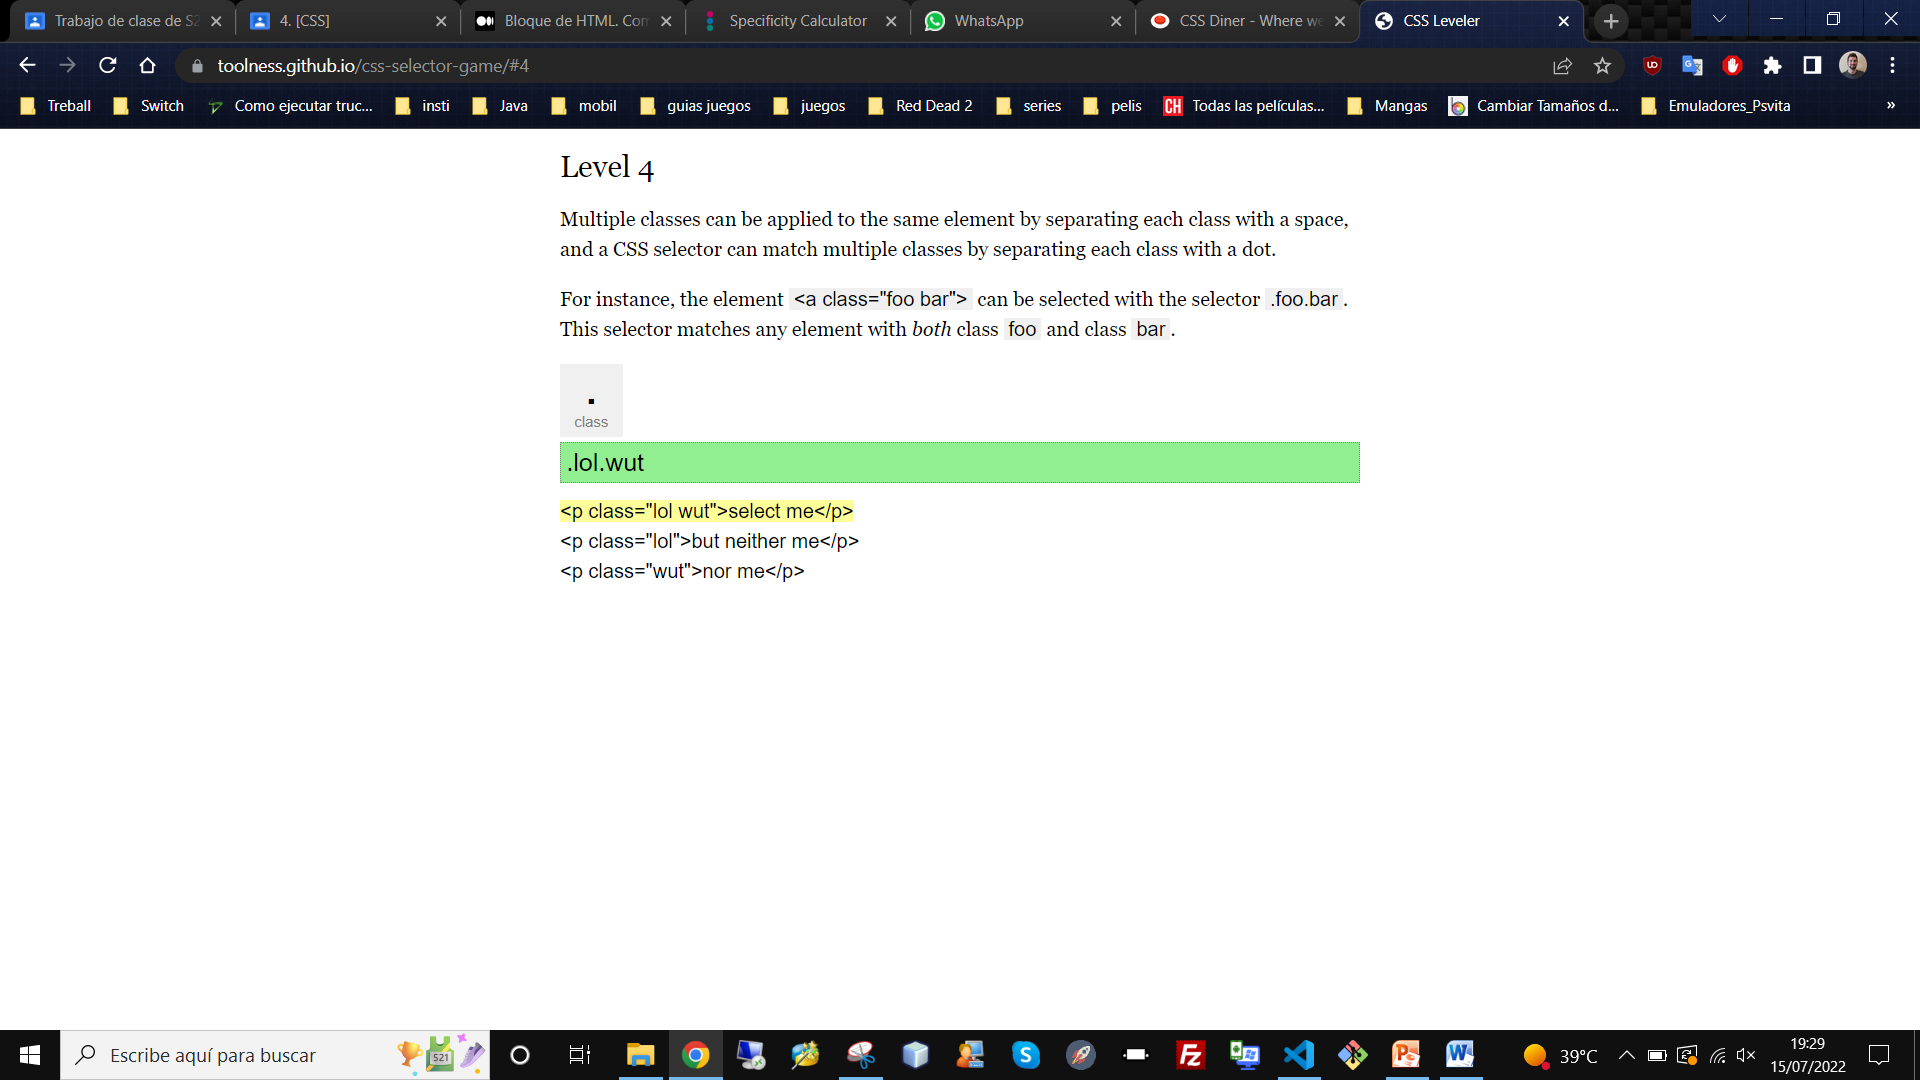 Trabajo de clase de S2
4. [CSS]
Bloque de HTML. Com
Specificity Calculator
WhatsApp
CSS Diner - Where we
CSS Leveler
toolness.github.io/css-selector-game/#4
Treball
Switch
Como ejecutar truc...
insti
Java
mobil
guias juegos
juegos
Red Dead 2
series
pelis
CH
Todas las películas...
Mangas
Cambiar Tamaños d...
Emuladores_Psvita
»
Level 4
Multiple classes can be applied to the same element by separating each class with a space,
and a CSS selector can match multiple classes by separating each class with a dot.
For instance, the element <a class="foo bar"> can be selected with the selector .foo.bar.
This selector matches any element with both class foo and class bar.
.
class
.lol.wut
<p class="lol wut">select me</p>
<p class="lol">but neither me</p>
<p class="wut">nor me</p>
Escribe aquí para buscar
521
39°C
19:29
15/07/2022